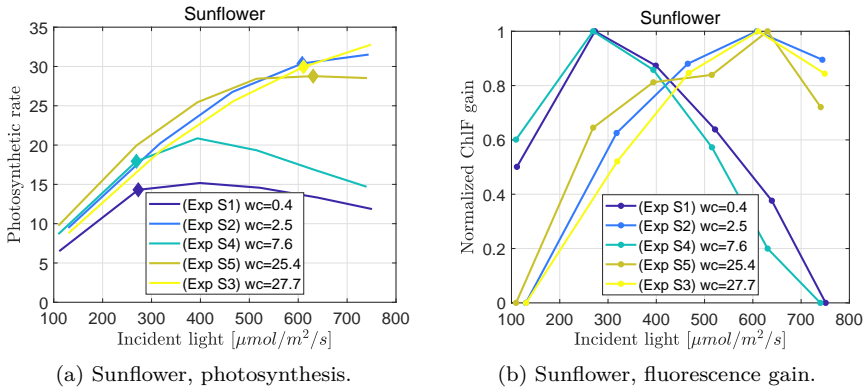 Sunflower
35
30
25
20
15
10
5
0
Photosynthetic rate
(Exp S1) wc=0.4
(Exp S2) wc=2.5
(Exp S4) wc=7.6
(Exp S5) wc=25.4
(Exp S3) wc=27.7
100 200 300 400 500 600 700 800
Incident light [μmol/m²/s]
(a) Sunflower, photosynthesis.
Sunflower
1
0.8
0.6
0.4
0.2
0
Normalized ChlF gain
(Exp S1) wc=0.4
(Exp S2) wc=2.5
(Exp S4) wc=7.6
(Exp S5) wc=25.4
(Exp S3) wc=27.7
100 200 300 400 500 600 700 800
Incident light [μmol/m²/s]
(b) Sunflower, fluorescence gain.